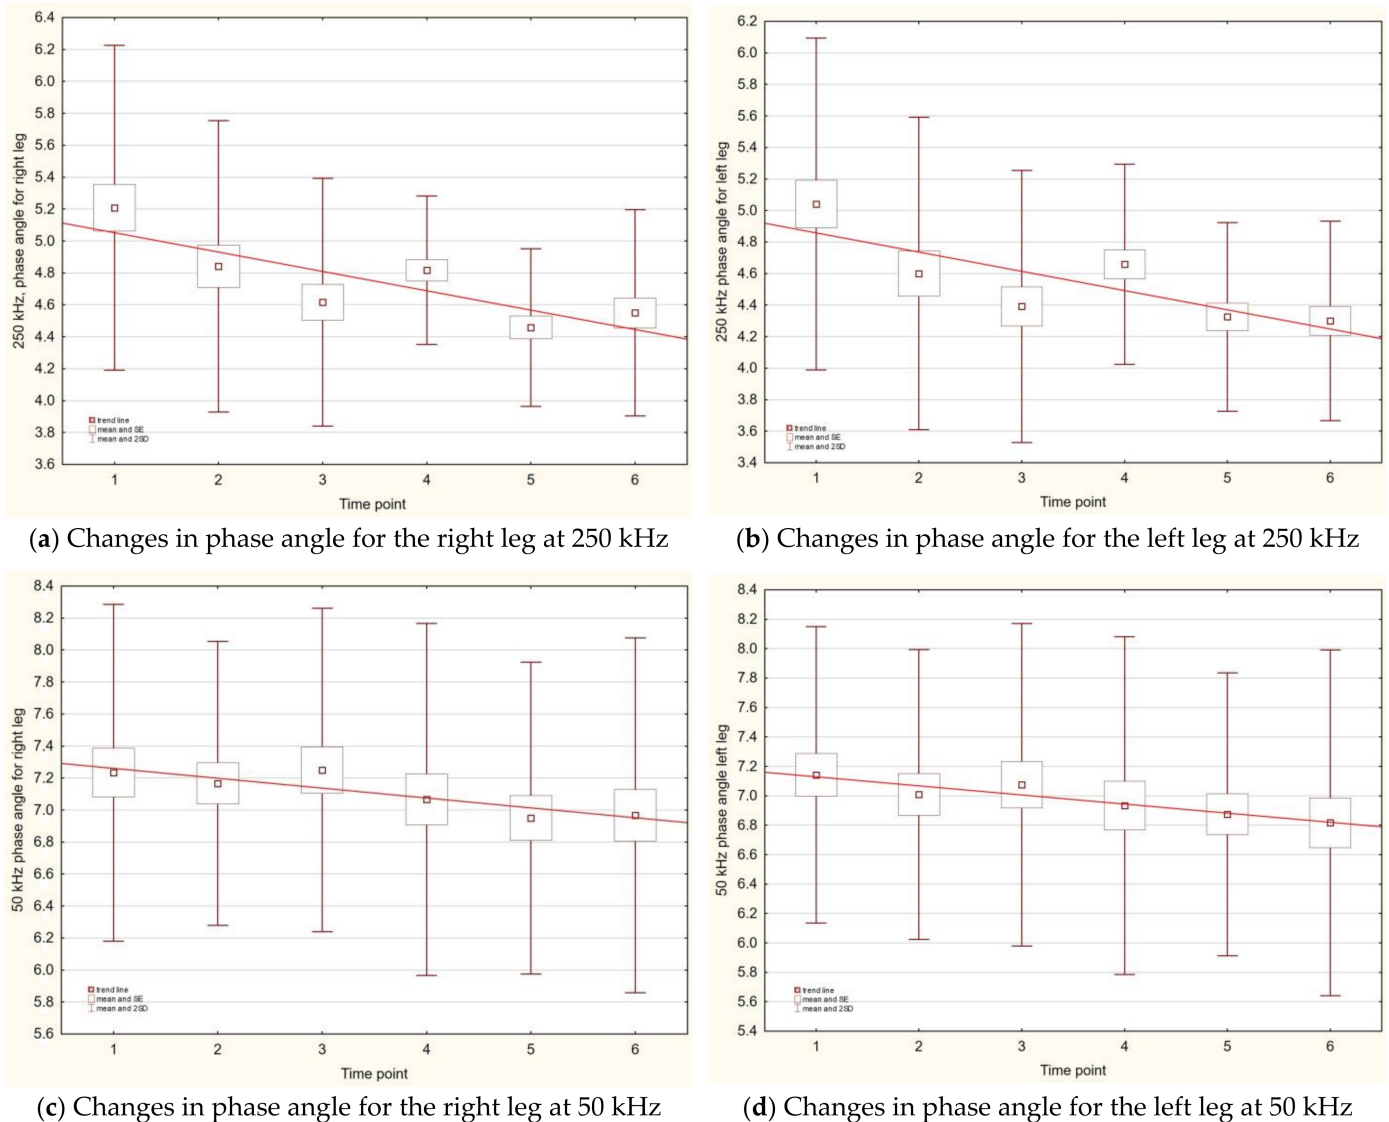 6.4
6.2
6.0
5.8
5.6
5.4
5.2
5.0
4.8
4.6
4.4
4.2
4.0
3.8
3.6
250 kHz, phase angle for right leg
trend line
mean and SE
mean and 2SD
1 2 3 4 5 6
Time point
(a) Changes in phase angle for the right leg at 250 kHz
6.2
6.0
5.8
5.6
5.4
5.2
5.0
4.8
4.6
4.4
4.2
4.0
3.8
3.6
3.4
250 kHz phase angle for left leg
trend line
mean and SE
mean and 2SD
1 2 3 4 5 6
Time point
(b) Changes in phase angle for the left leg at 250 kHz
8.4
8.2
8.0
7.8
7.6
7.4
7.2
7.0
6.8
6.6
6.4
6.2
6.0
5.8
5.6
50 kHz phase angle for right leg
trend line
mean and SE
mean and 2SD
1 2 3 4 5 6
Time point
(c) Changes in phase angle for the right leg at 50 kHz
8.4
8.2
8.0
7.8
7.6
7.4
7.2
7.0
6.8
6.6
6.4
6.2
6.0
5.8
5.6
5.4
50 kHz phase angle left leg
trend line
mean and SE
mean and 2SD
1 2 3 4 5 6
Time point
(d) Changes in phase angle for the left leg at 50 kHz